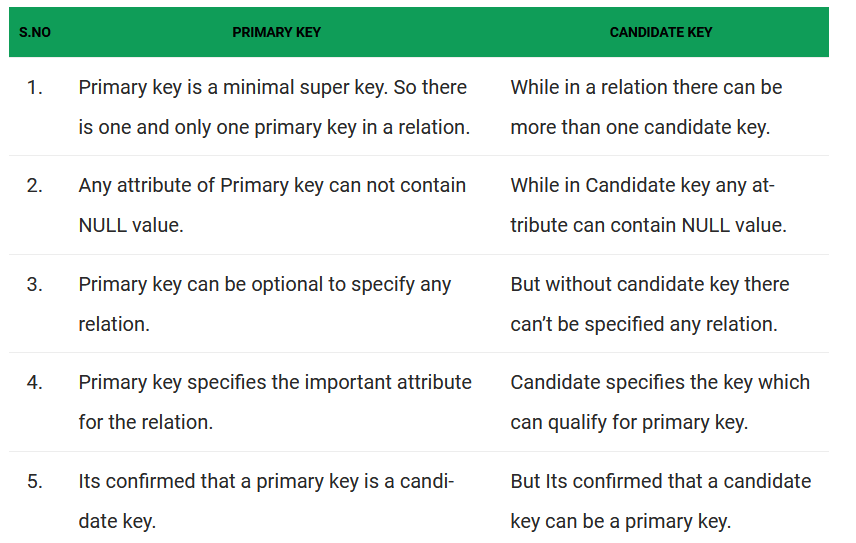 S.NO PRIMARY KEY CANDIDATE KEY
1. Primary key is a minimal super key. So there While in a relation there can be
is one and only one primary key in a relation. more than one candidate key.
2. Any attribute of Primary key can not contain While in Candidate key any at-
NULL value. tribute can contain NULL value.
3. Primary key can be optional to specify any But without candidate key there
relation. can’t be specified any relation.
4. Primary key specifies the important attribute Candidate specifies the key which
for the relation. can qualify for primary key.
5. Its confirmed that a primary key is a candi- But Its confirmed that a candidate
date key. key can be a primary key.